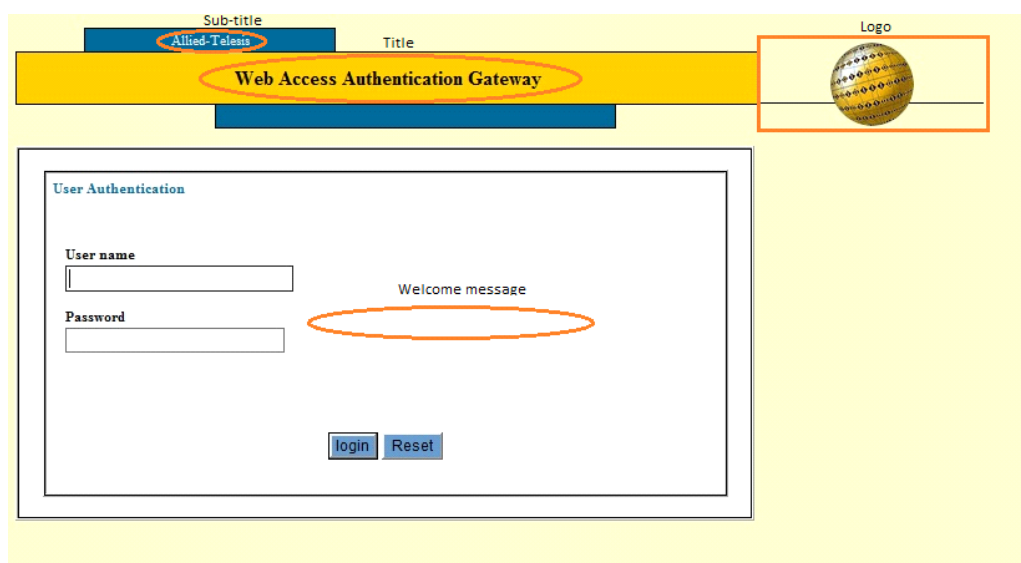 Sub-title
Logo
Allied-Telesis
Title
Web Access Authentication Gateway
User Authentication
User name
Welcome message
Password
login Reset